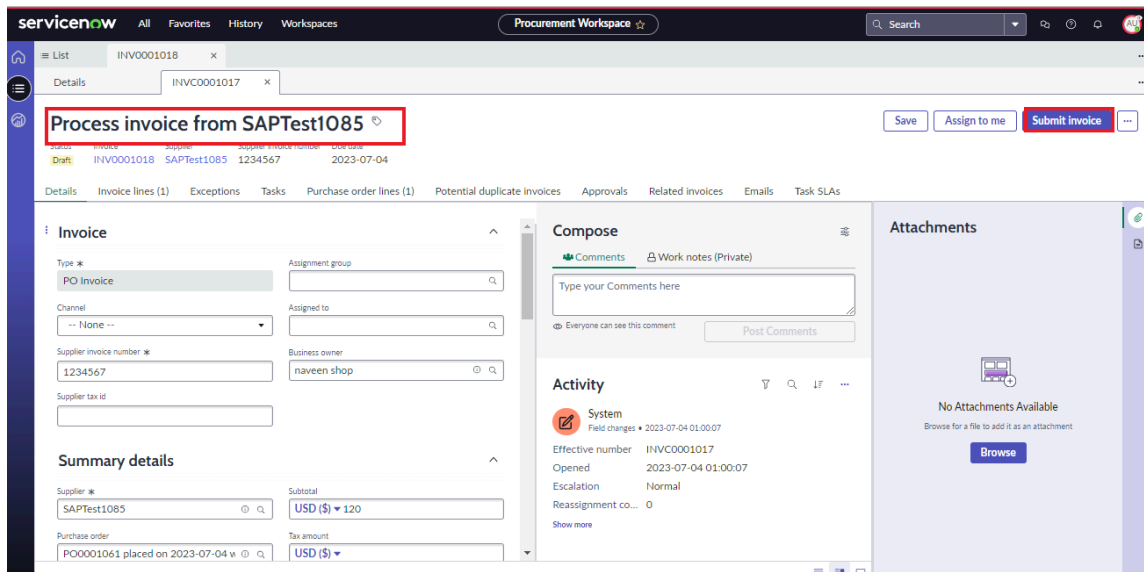 servicenow All Favorites History Workspaces Procurement Workspace Search AU
List INV0001018 ×
Details INVC0001017 ×
Process invoice from SAPTest1085
Save Assign to me Submit invoice ...
Status Invoice Supplier Supplier invoice number Due date
Draft INV0001018 SAPTest1085 1234567 2023-07-04
Details Invoice lines (1) Exceptions Tasks Purchase order lines (1) Potential duplicate invoices Approvals Related invoices Emails Task SLAs
Invoice
Type *
PO Invoice
Channel
-- None --
Supplier invoice number *
1234567
Supplier tax id
Assignment group
Assigned to
Business owner
naveen shop
Summary details
Supplier *
SAPTest1085
Purchase order
PO0001061 placed on 2023-07-04 w
Subtotal
USD ($) 120
Tax amount
USD ($)
Compose
Comments Work notes (Private)
Type your Comments here
Everyone can see this comment Post Comments
Activity
System
Field changes • 2023-07-04 01:00:07
Effective number INVC0001017
Opened 2023-07-04 01:00:07
Escalation Normal
Reassignment co... 0
Show more
Attachments
No Attachments Available
Browse for a file to add it as an attachment
Browse